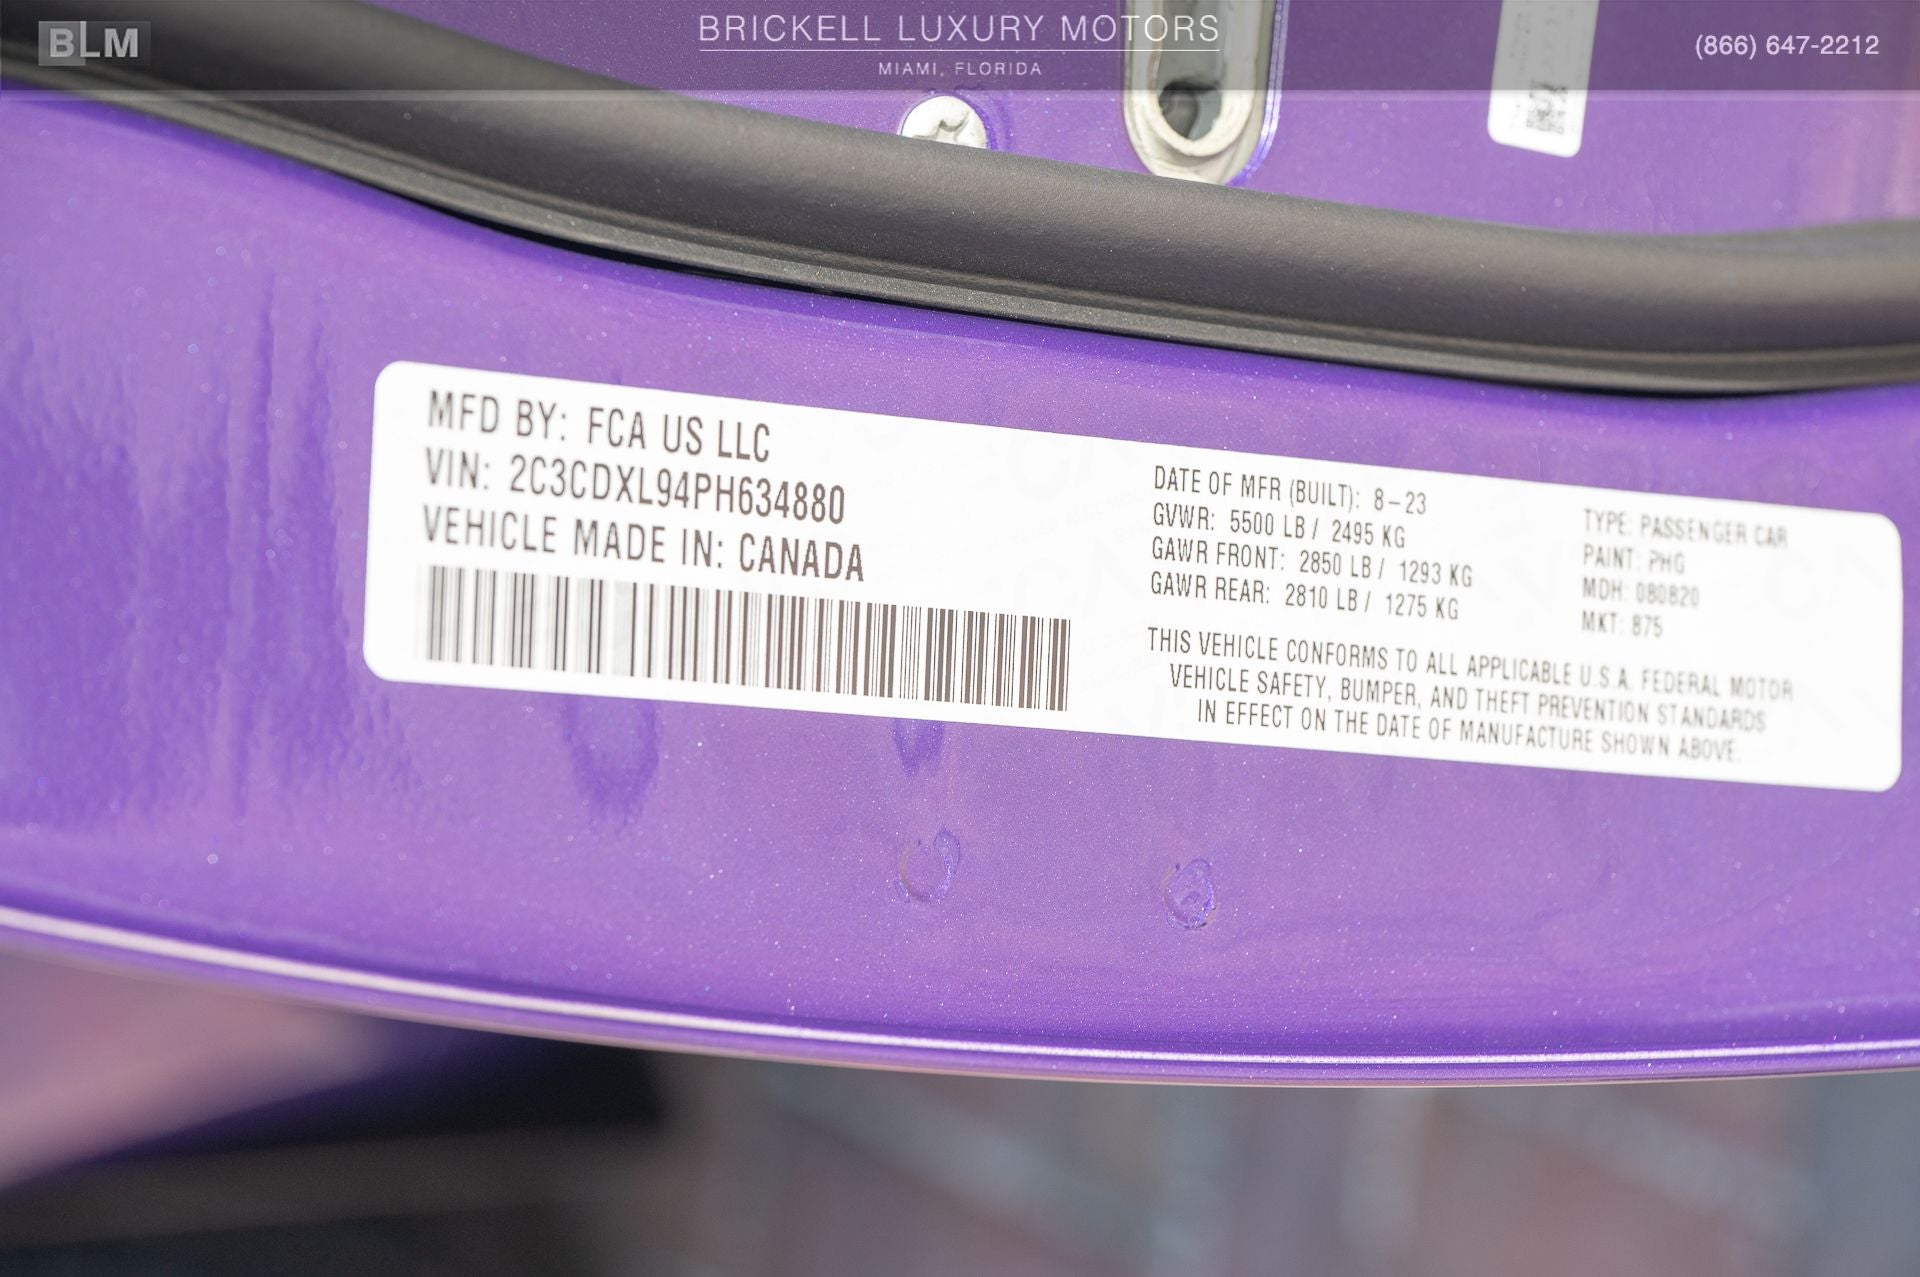 BLM
BRICKELL LUXURY MOTORS
MIAMI, FLORIDA
(866) 647-2212
MFD BY: FCA US LLC
VIN: 2C3CDXL94PH634880
VEHICLE MADE IN: CANADA
DATE OF MFR (BUILT): 8-23
GVWR: 5500 LB / 2495 KG
GAWR FRONT: 2850 LB / 1293 KG
GAWR REAR: 2810 LB / 1275 KG
TYPE: PASSENGER CAR
PAINT: PHG
MDH: 080820
MKT: 875
THIS VEHICLE CONFORMS TO ALL APPLICABLE U.S.A. FEDERAL MOTOR
VEHICLE SAFETY, BUMPER, AND THEFT PREVENTION STANDARDS
IN EFFECT ON THE DATE OF MANUFACTURE SHOWN ABOVE.